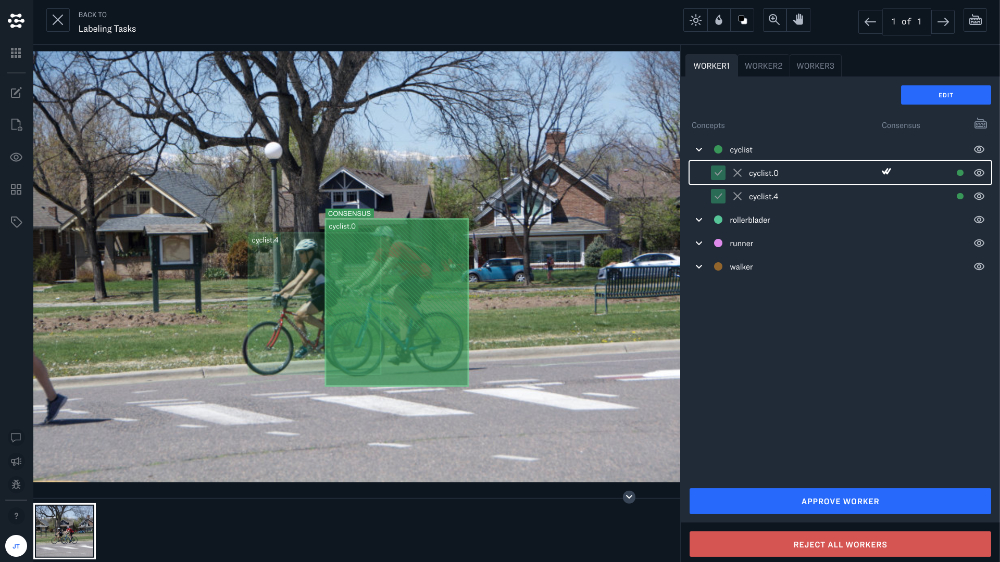 BACK TO
Labeling Tasks
1 of 1
WORKER1 WORKER2 WORKER3
EDIT
Concepts Consensus
cyclist
cyclist.0
cyclist.4
rollerblader
runner
walker
CONSENSUS
cyclist.0
cyclist.4
APPROVE WORKER
REJECT ALL WORKERS
?
JT